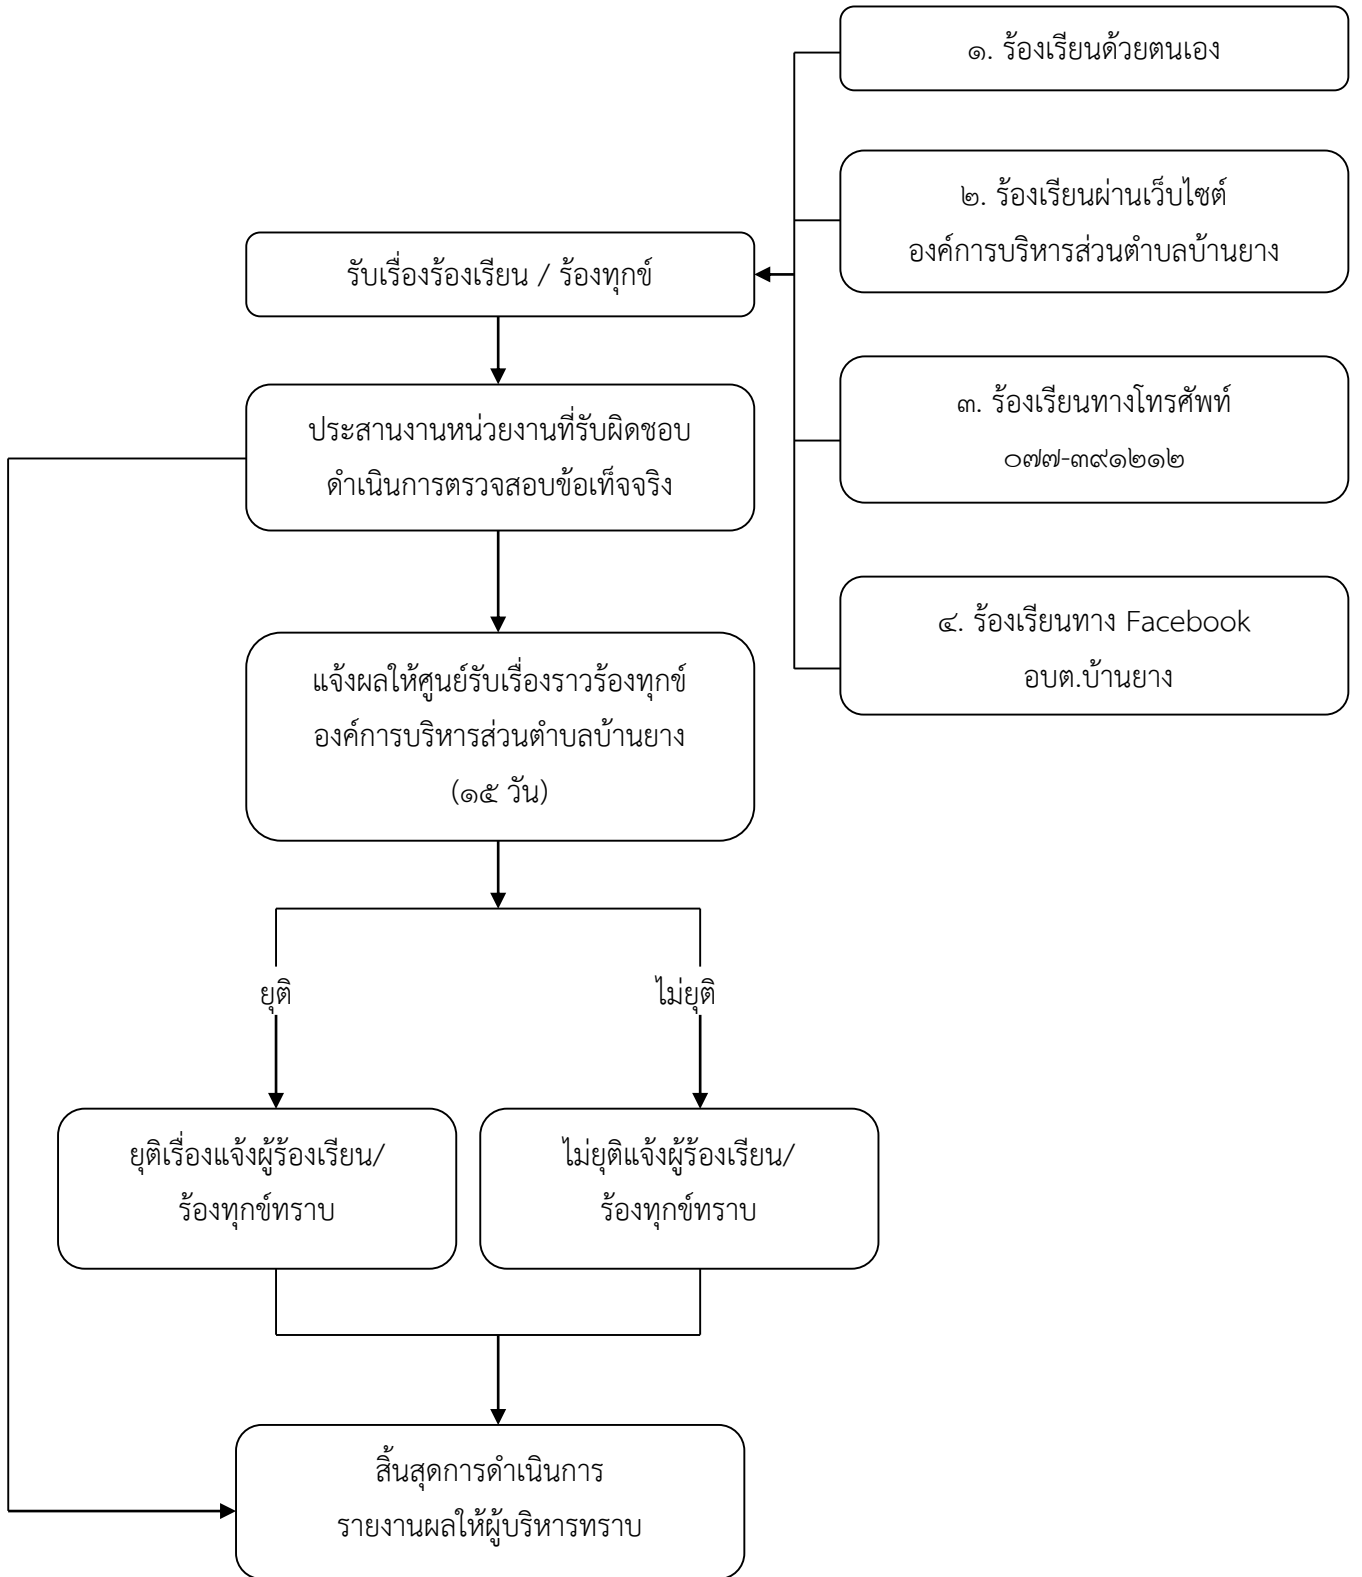 ๑. ร้องเรียนด้วยตนเอง
๒. ร้องเรียนผ่านเว็บไซต์
องค์การบริหารส่วนตำบลบ้านยาง
รับเรื่องร้องเรียน / ร้องทุกข์
๓. ร้องเรียนทางโทรศัพท์
๐๗๗-๓๙๑๒๑๒
ประสานงานหน่วยงานที่รับผิดชอบ
ดำเนินการตรวจสอบข้อเท็จจริง
๔. ร้องเรียนทาง Facebook
อบต.บ้านยาง
แจ้งผลให้ศูนย์รับเรื่องราวร้องทุกข์
องค์การบริหารส่วนตำบลบ้านยาง
(๑๕ วัน)
ยุติ
ไม่ยุติ
ยุติเรื่องแจ้งผู้ร้องเรียน/
ร้องทุกข์ทราบ
ไม่ยุติแจ้งผู้ร้องเรียน/
ร้องทุกข์ทราบ
สิ้นสุดการดำเนินการ
รายงานผลให้ผู้บริหารทราบ